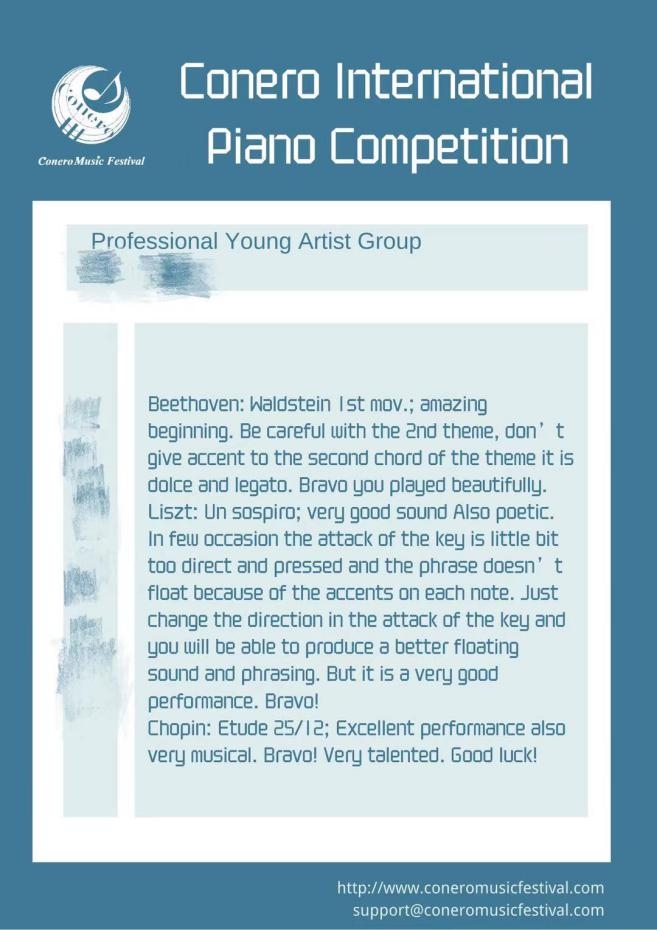 Conero International
Piano Competition
Conero
Conero Music Festival
Professional Young Artist Group
Beethoven: Waldstein 1st mov.; amazing
beginning. Be careful with the 2nd theme, don’t
give accent to the second chord of the theme it is
dolce and legato. Bravo you played beautifully.
Liszt: Un sospiro; very good sound Also poetic.
In few occasion the attack of the key is little bit
too direct and pressed and the phrase doesn’t
float because of the accents on each note. Just
change the direction in the attack of the key and
you will be able to produce a better floating
sound and phrasing. But it is a very good
performance. Bravo!
Chopin: Etude 25/12; Excellent performance also
very musical. Bravo! Very talented. Good luck!
http://www.coneromusicfestival.com
support@coneromusicfestival.com